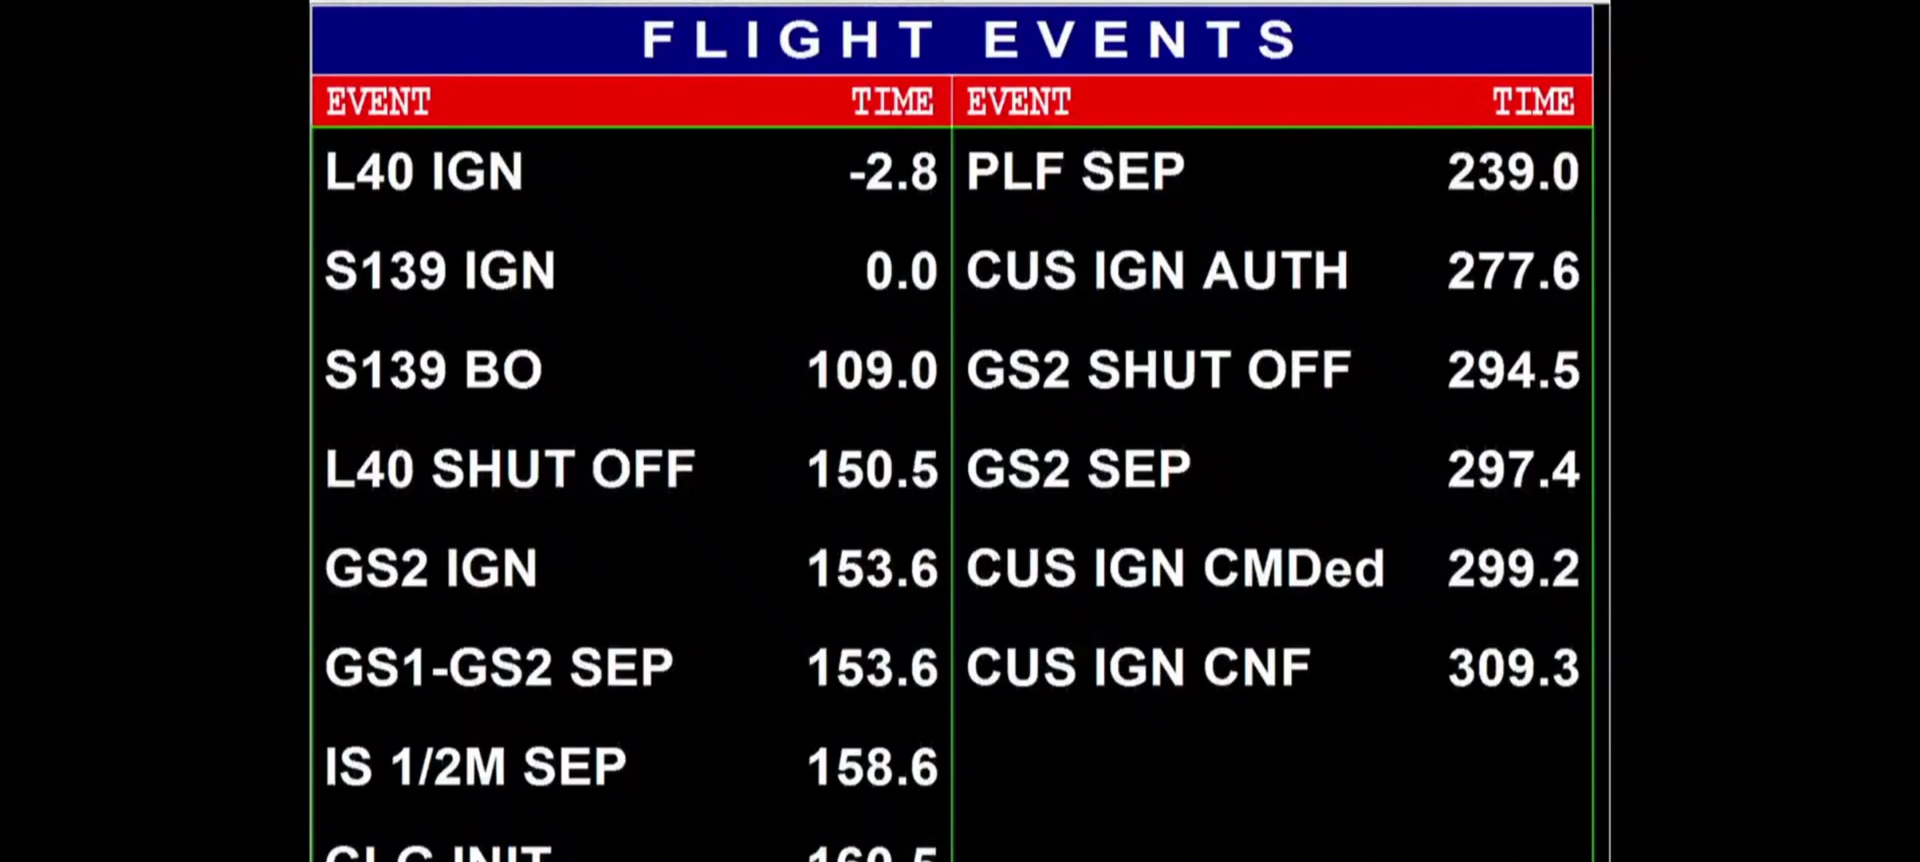 FLIGHT EVENTS
EVENT TIME EVENT TIME
L40 IGN -2.8 PLF SEP 239.0
S139 IGN 0.0 CUS IGN AUTH 277.6
S139 BO 109.0 GS2 SHUT OFF 294.5
L40 SHUT OFF 150.5 GS2 SEP 297.4
GS2 IGN 153.6 CUS IGN CMDed 299.2
GS1-GS2 SEP 153.6 CUS IGN CNF 309.3
IS 1/2M SEP 158.6